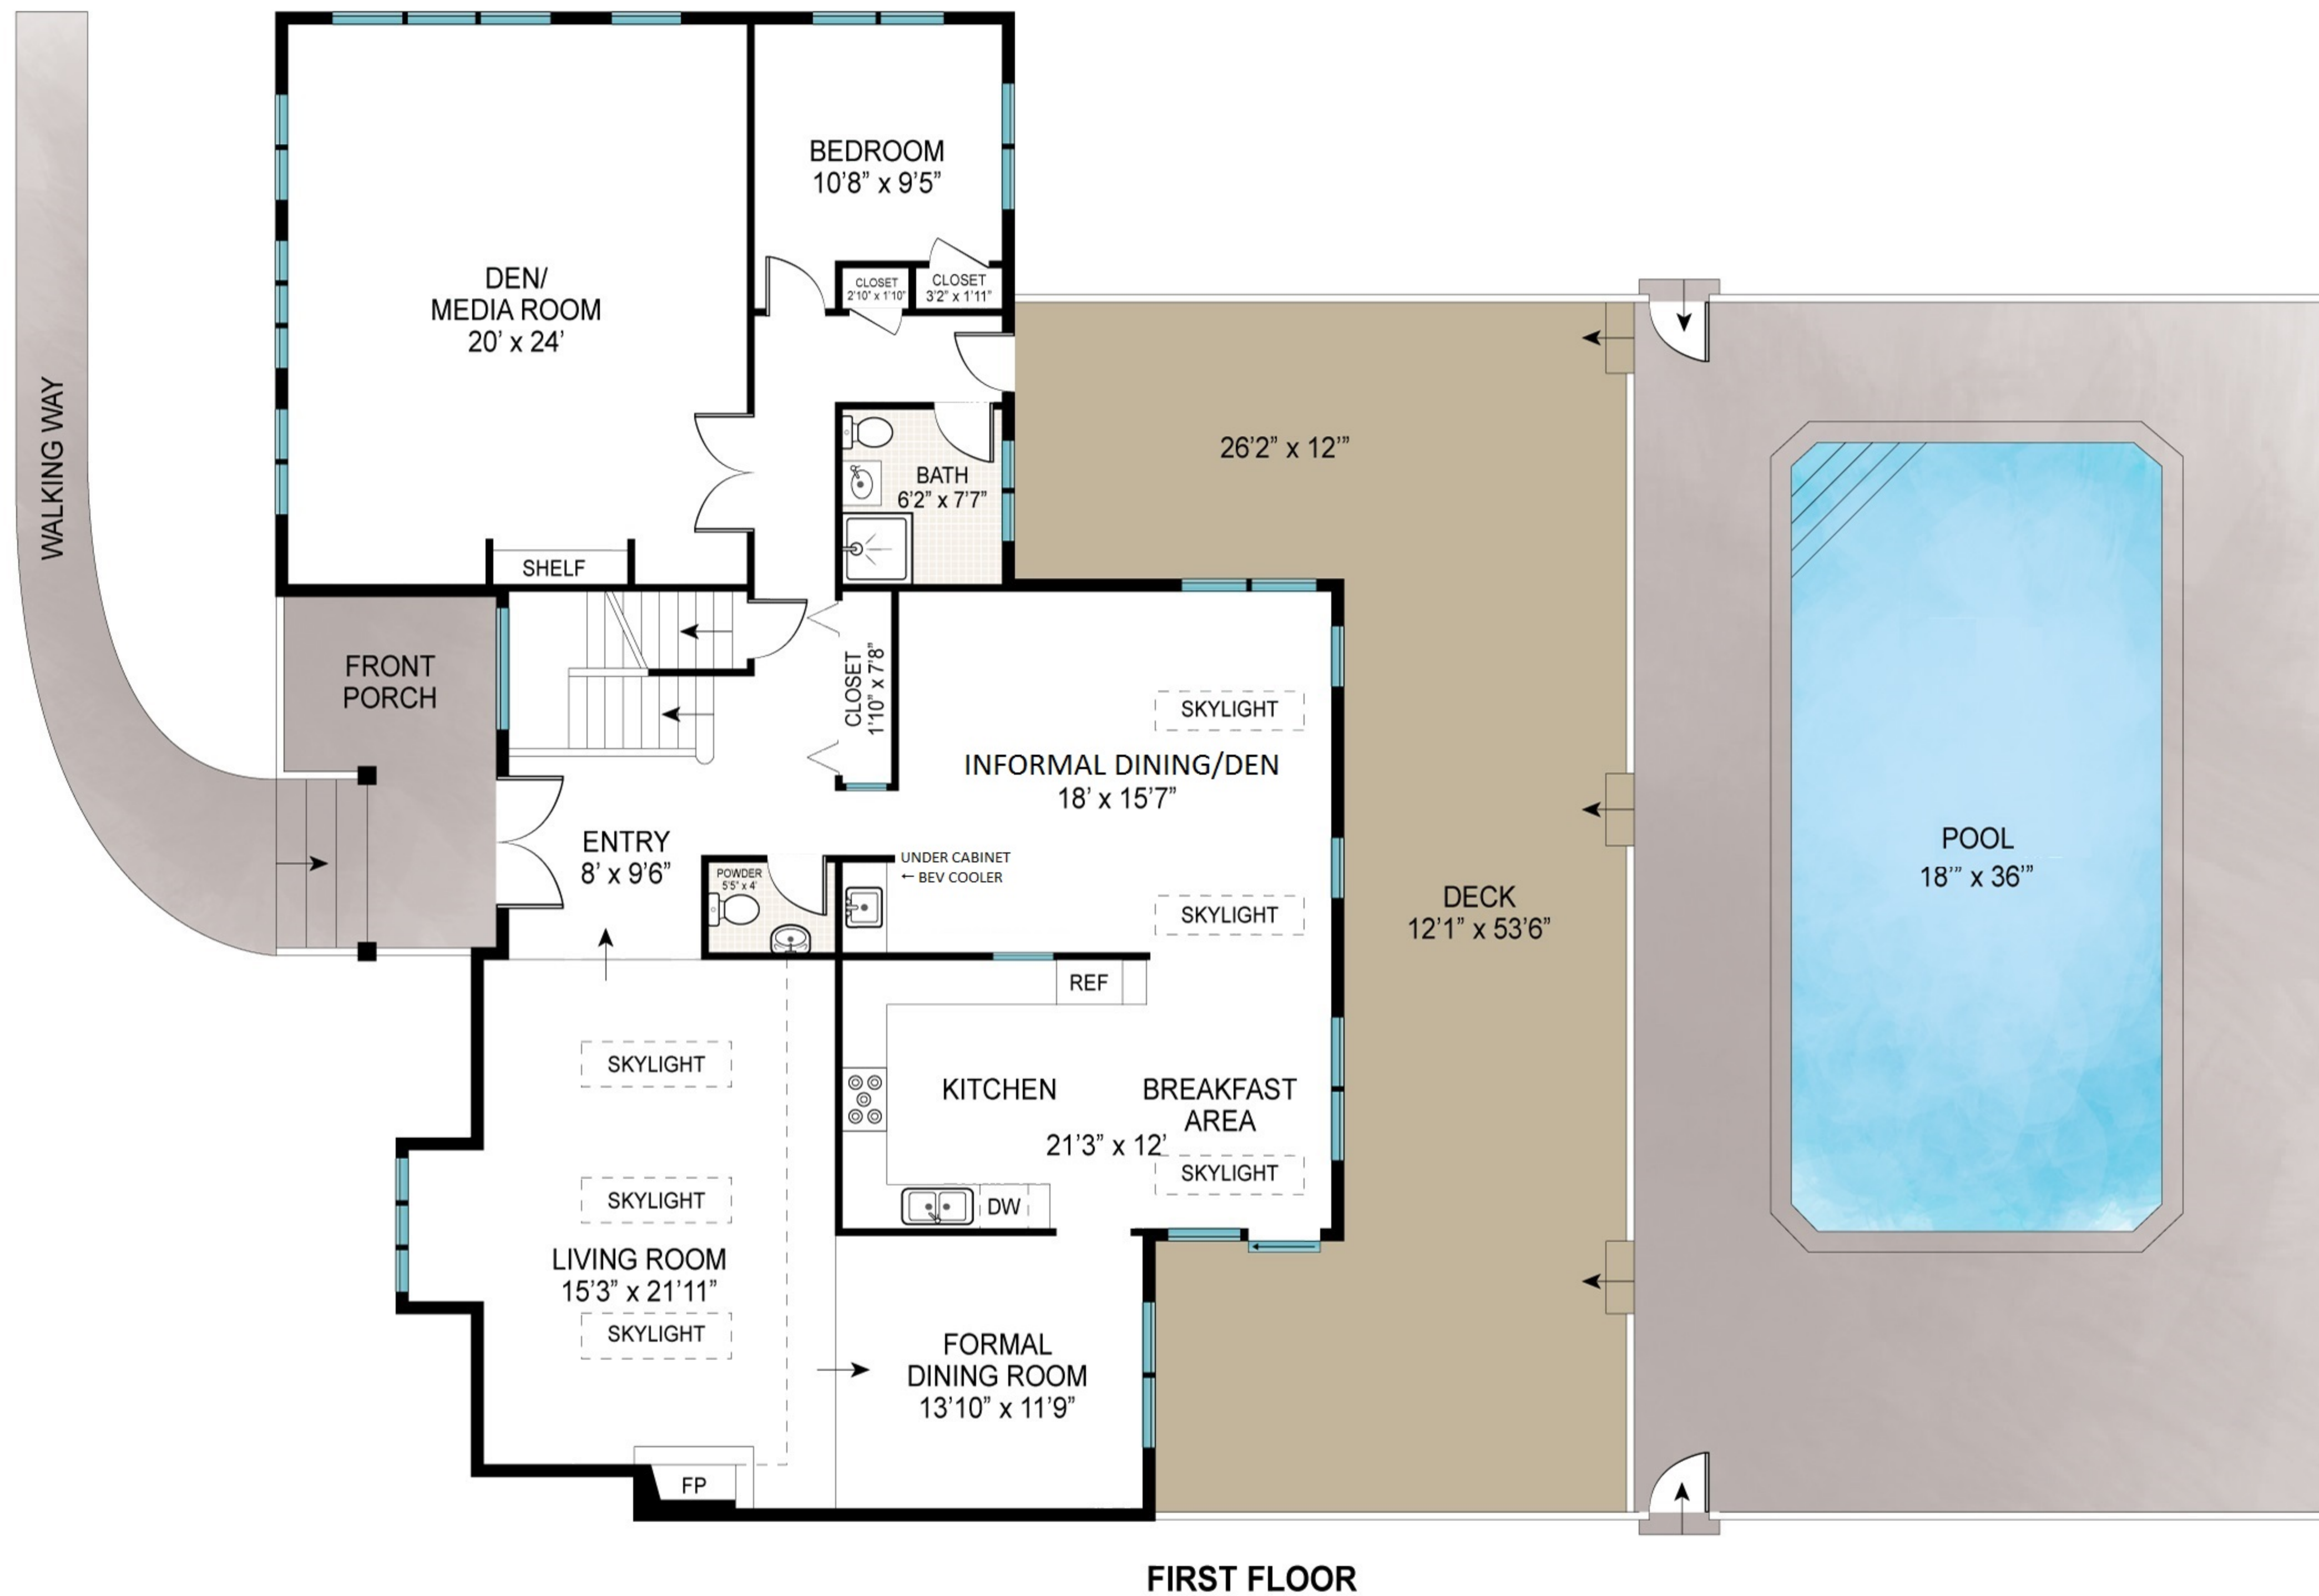 BEDROOM
10'8” x 9'5”
DEN/
MEDIA ROOM
20’ x 24’
CLOSET
2'10” x 1'10”
CLOSET
3'2” x 1'11”
WALKING WAY
26’2” x 12’”
BATH
6’2” x 7’7”
SHELF
FRONT
PORCH
CLOSET
1'10” x 7'8”
SKYLIGHT
INFORMAL DINING/DEN
18’ x 15’7”
ENTRY
8’ x 9’6”
POWDER
5'5” x 4'
UNDER CABINET
← BEV COOLER
SKYLIGHT
DECK
12’1” x 53’6”
POOL
18’” x 36’”
REF
SKYLIGHT
KITCHEN
BREAKFAST
AREA
21’3” x 12’
SKYLIGHT
SKYLIGHT
DW
LIVING ROOM
15’3” x 21’11”
SKYLIGHT
FORMAL
DINING ROOM
13’10” x 11’9”
FP
FIRST FLOOR